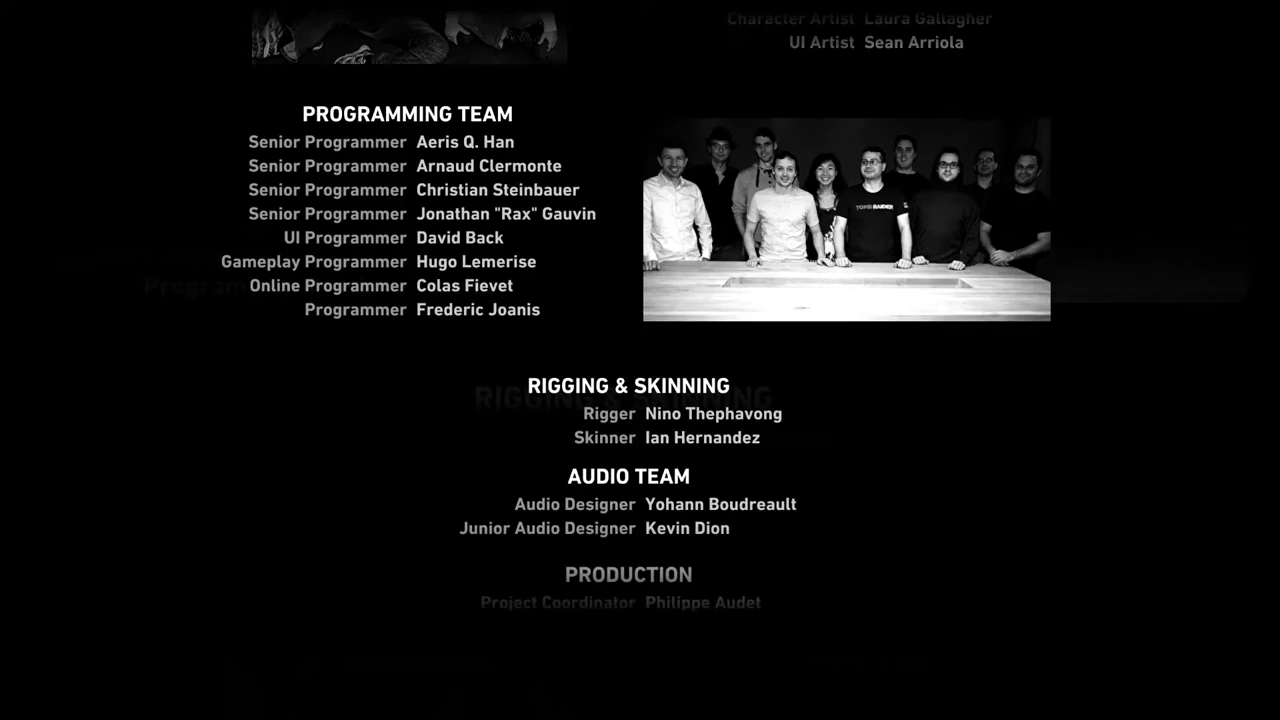 Character Artist Laura Gallagher
UI Artist Sean Arriola
PROGRAMMING TEAM
Senior Programmer Aeris Q. Han
Senior Programmer Arnaud Clermonte
Senior Programmer Christian Steinbauer
Senior Programmer Jonathan "Rax" Gauvin
UI Programmer David Back
Gameplay Programmer Hugo Lemerise
Online Programmer Colas Fievet
Programmer Frederic Joanis
TOMB RAIDER
RIGGING & SKINNING
Rigger Nino Thephavong
Skinner Ian Hernandez
AUDIO TEAM
Audio Designer Yohann Boudreault
Junior Audio Designer Kevin Dion
PRODUCTION
Project Coordinator Philippe Audet